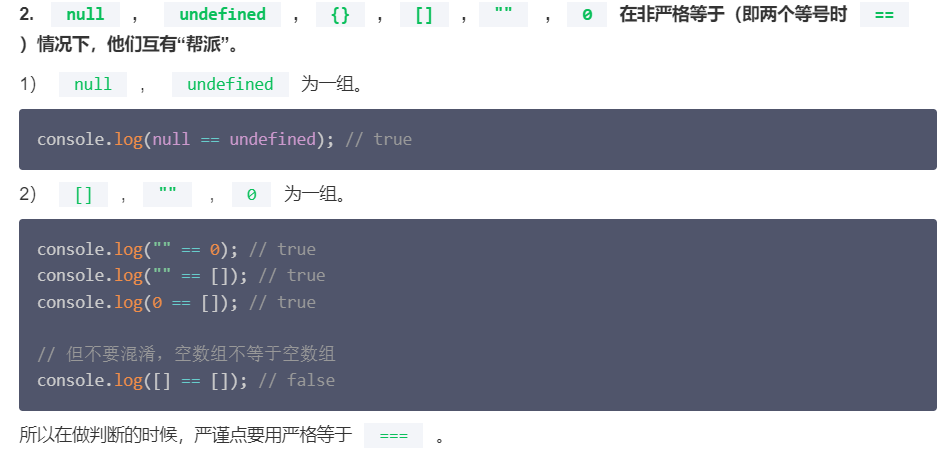 2. null , undefined , {} , [] , "" , 0 在非严格等于（即两个等号时 ==
）情况下，他们互有“帮派”。
1） null , undefined 为一组。
console.log(null == undefined); // true
2） [] , "" , 0 为一组。
console.log("" == 0); // true
console.log("" == []); // true
console.log(0 == []); // true
// 但不要混淆，空数组不等于空数组
console.log([] == []); // false
所以在做判断的时候，严谨点要用严格等于 === 。